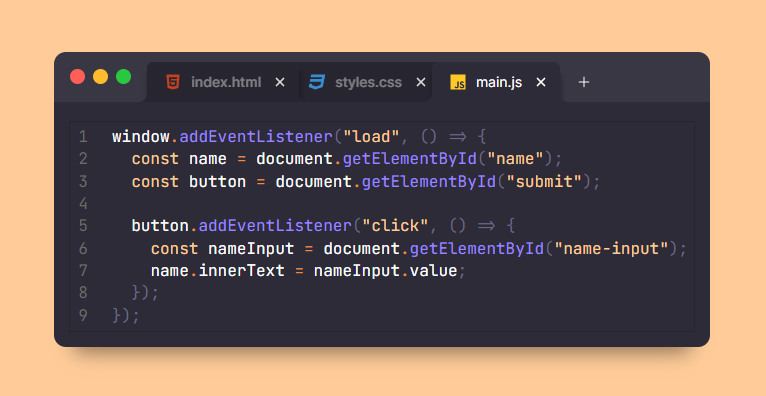 index.html × styles.css × JS main.js × +
1 window.addEventListener("load", () => {
2   const name = document.getElementById("name");
3   const button = document.getElementById("submit");
4
5   button.addEventListener("click", () => {
6     const nameInput = document.getElementById("name-input");
7     name.innerText = nameInput.value;
8   });
9 });